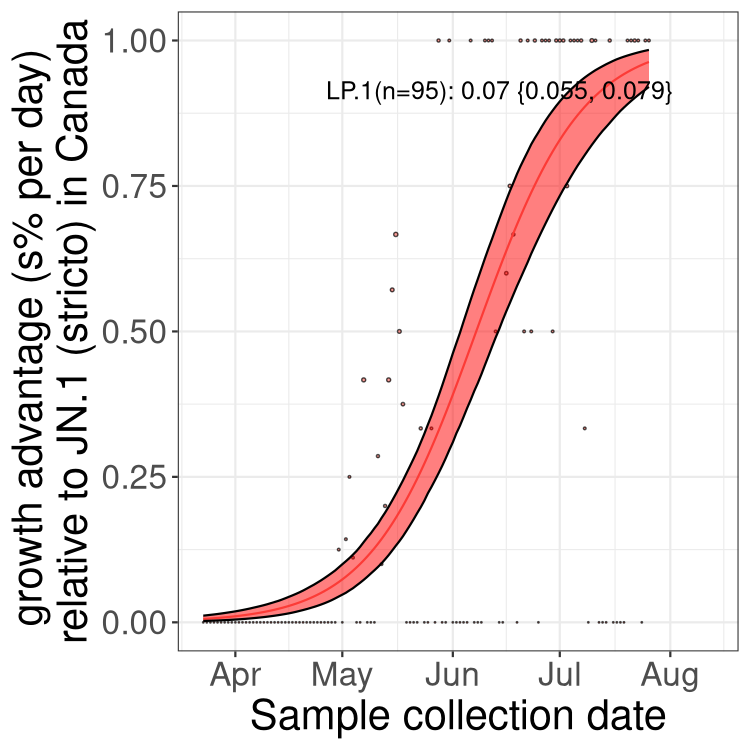 growth advantage (s% per day)
relative to JN.1 (stricto) in Canada
1.00
0.75
0.50
0.25
0.00
LP.1(n=95): 0.07 {0.055, 0.079}
Apr May Jun Jul Aug
Sample collection date